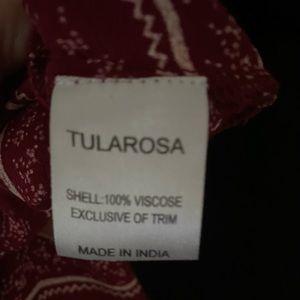 TULAROSA
SHELL:100% VISCOSE
EXCLUSIVE OF TRIM
MADE IN INDIA